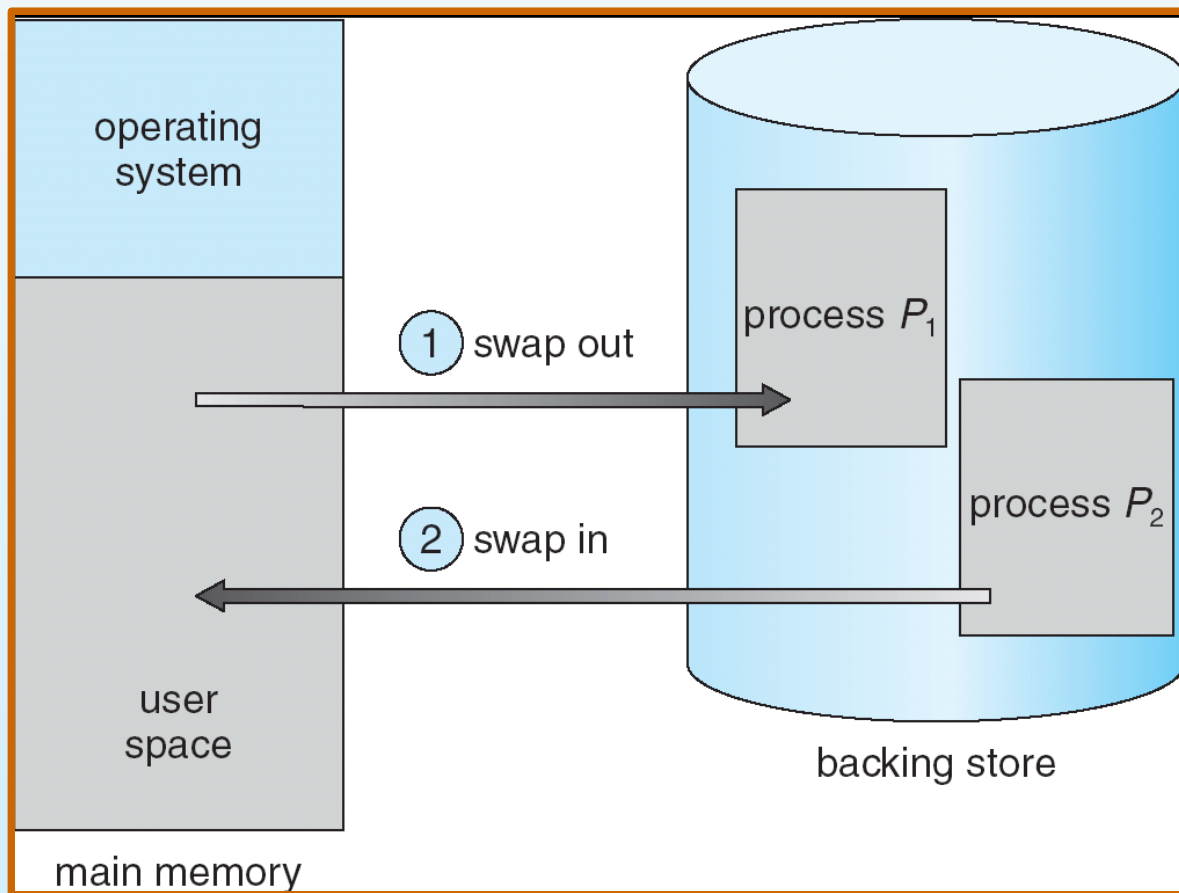 operating
system
process P1
1 swap out
process P2
2 swap in
user
space
backing store
main memory